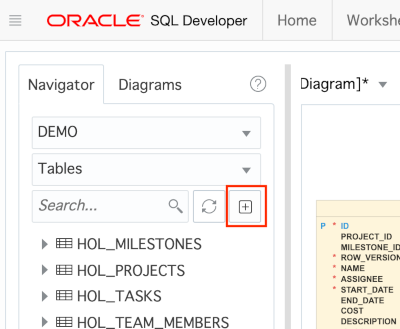 ORACLE SQL Developer Home Workshe
Navigator Diagrams
Diagram]*
DEMO
Tables
Search...
HOL_MILESTONES
HOL_PROJECTS
HOL_TASKS
HOL_TEAM_MEMBERS
P * ID
PROJECT_ID
MILESTONE_ID
* ROW_VERSION
* NAME
* ASSIGNEE
* START_DATE
END_DATE
COST
DESCRIPTION